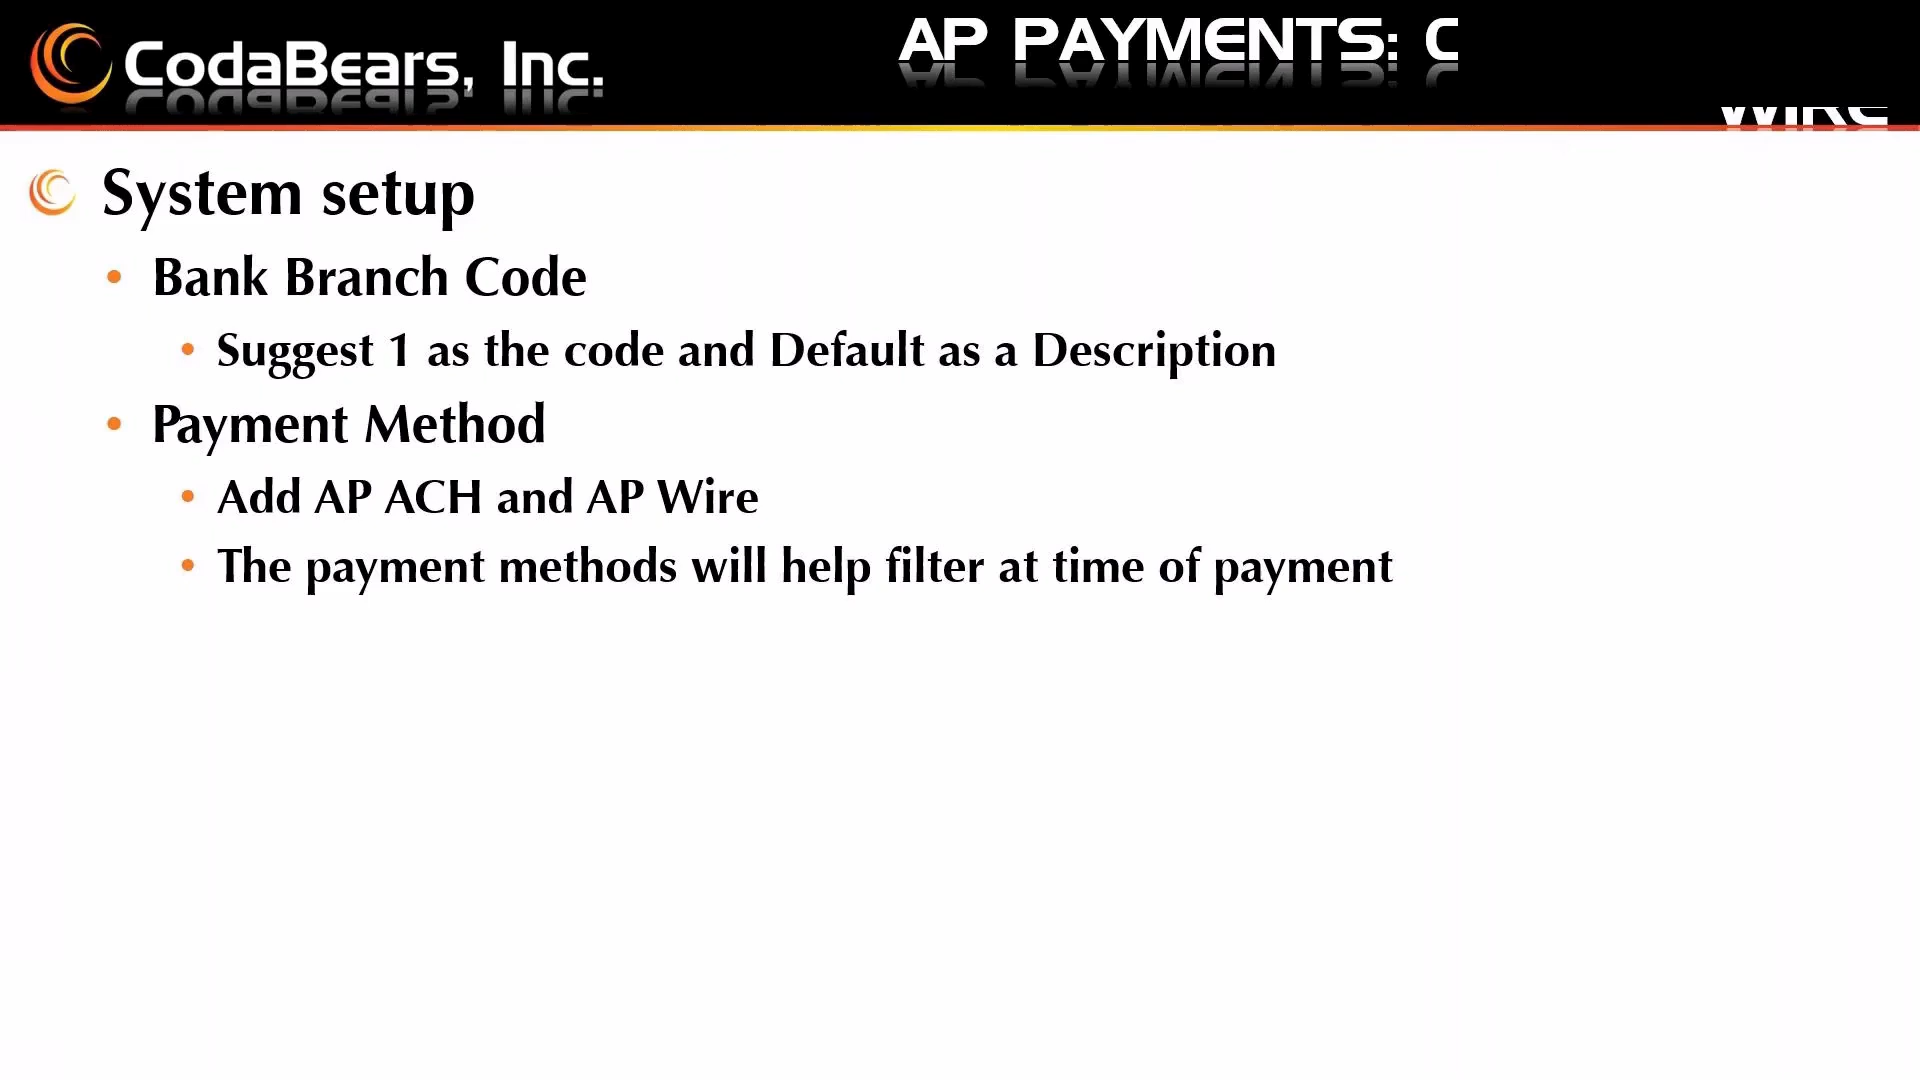 CodaBears, Inc.
AP PAYMENTS: C
WIRE
System setup
Bank Branch Code
Suggest 1 as the code and Default as a Description
Payment Method
Add AP ACH and AP Wire
The payment methods will help filter at time of payment